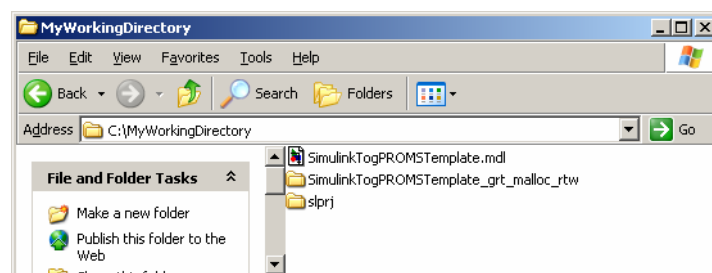 MyWorkingDirectory
File Edit View Favorites Tools Help
Back Search Folders
Address C:\MyWorkingDirectory Go
File and Folder Tasks
Make a new folder
Publish this folder to the
Web
SimulinkTogPROMSTemplate.mdl
SimulinkTogPROMSTemplate_grt_malloc_rtw
slprj